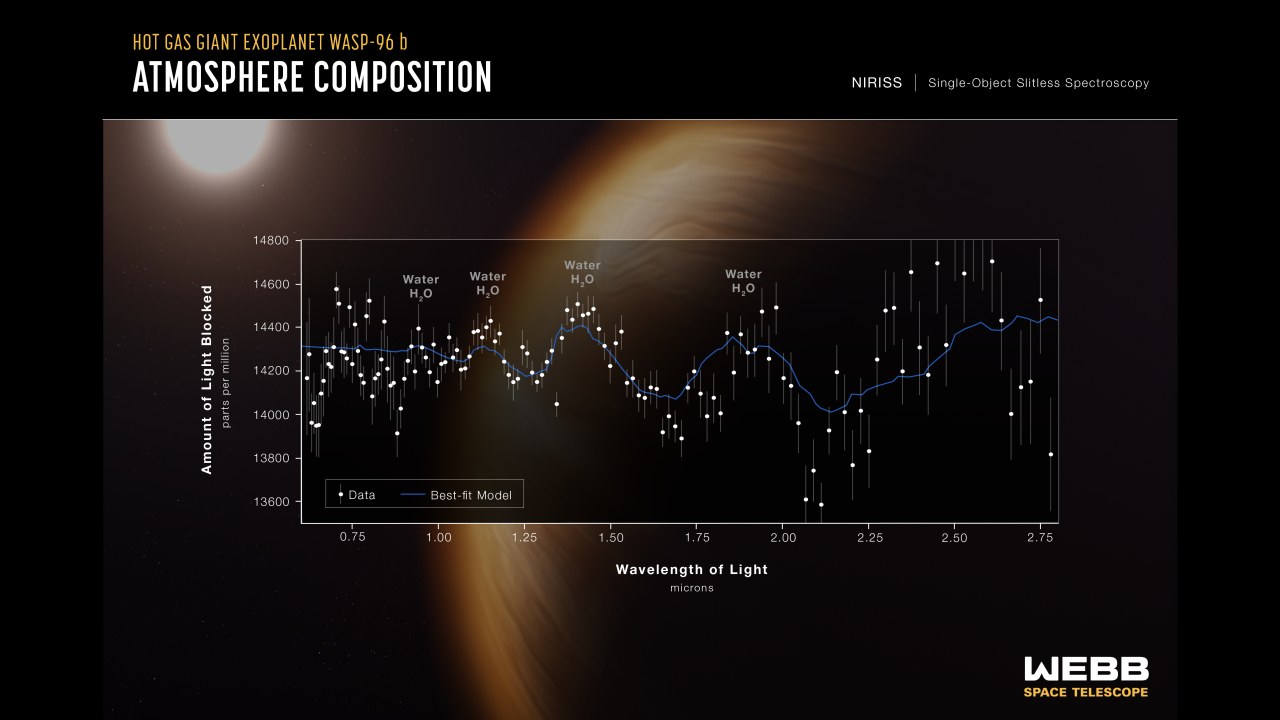 HOT GAS GIANT EXOPLANET WASP-96 b
ATMOSPHERE COMPOSITION
NIRISS | Single-Object Slitless Spectroscopy
Amount of Light Blocked
parts per million
14800
14600
14400
14200
14000
13800
13600
Water
H₂O
Water
H₂O
Water
H₂O
Water
H₂O
Data
Best-fit Model
0.75 1.00 1.25 1.50 1.75 2.00 2.25 2.50 2.75
Wavelength of Light
microns
WEBB
SPACE TELESCOPE